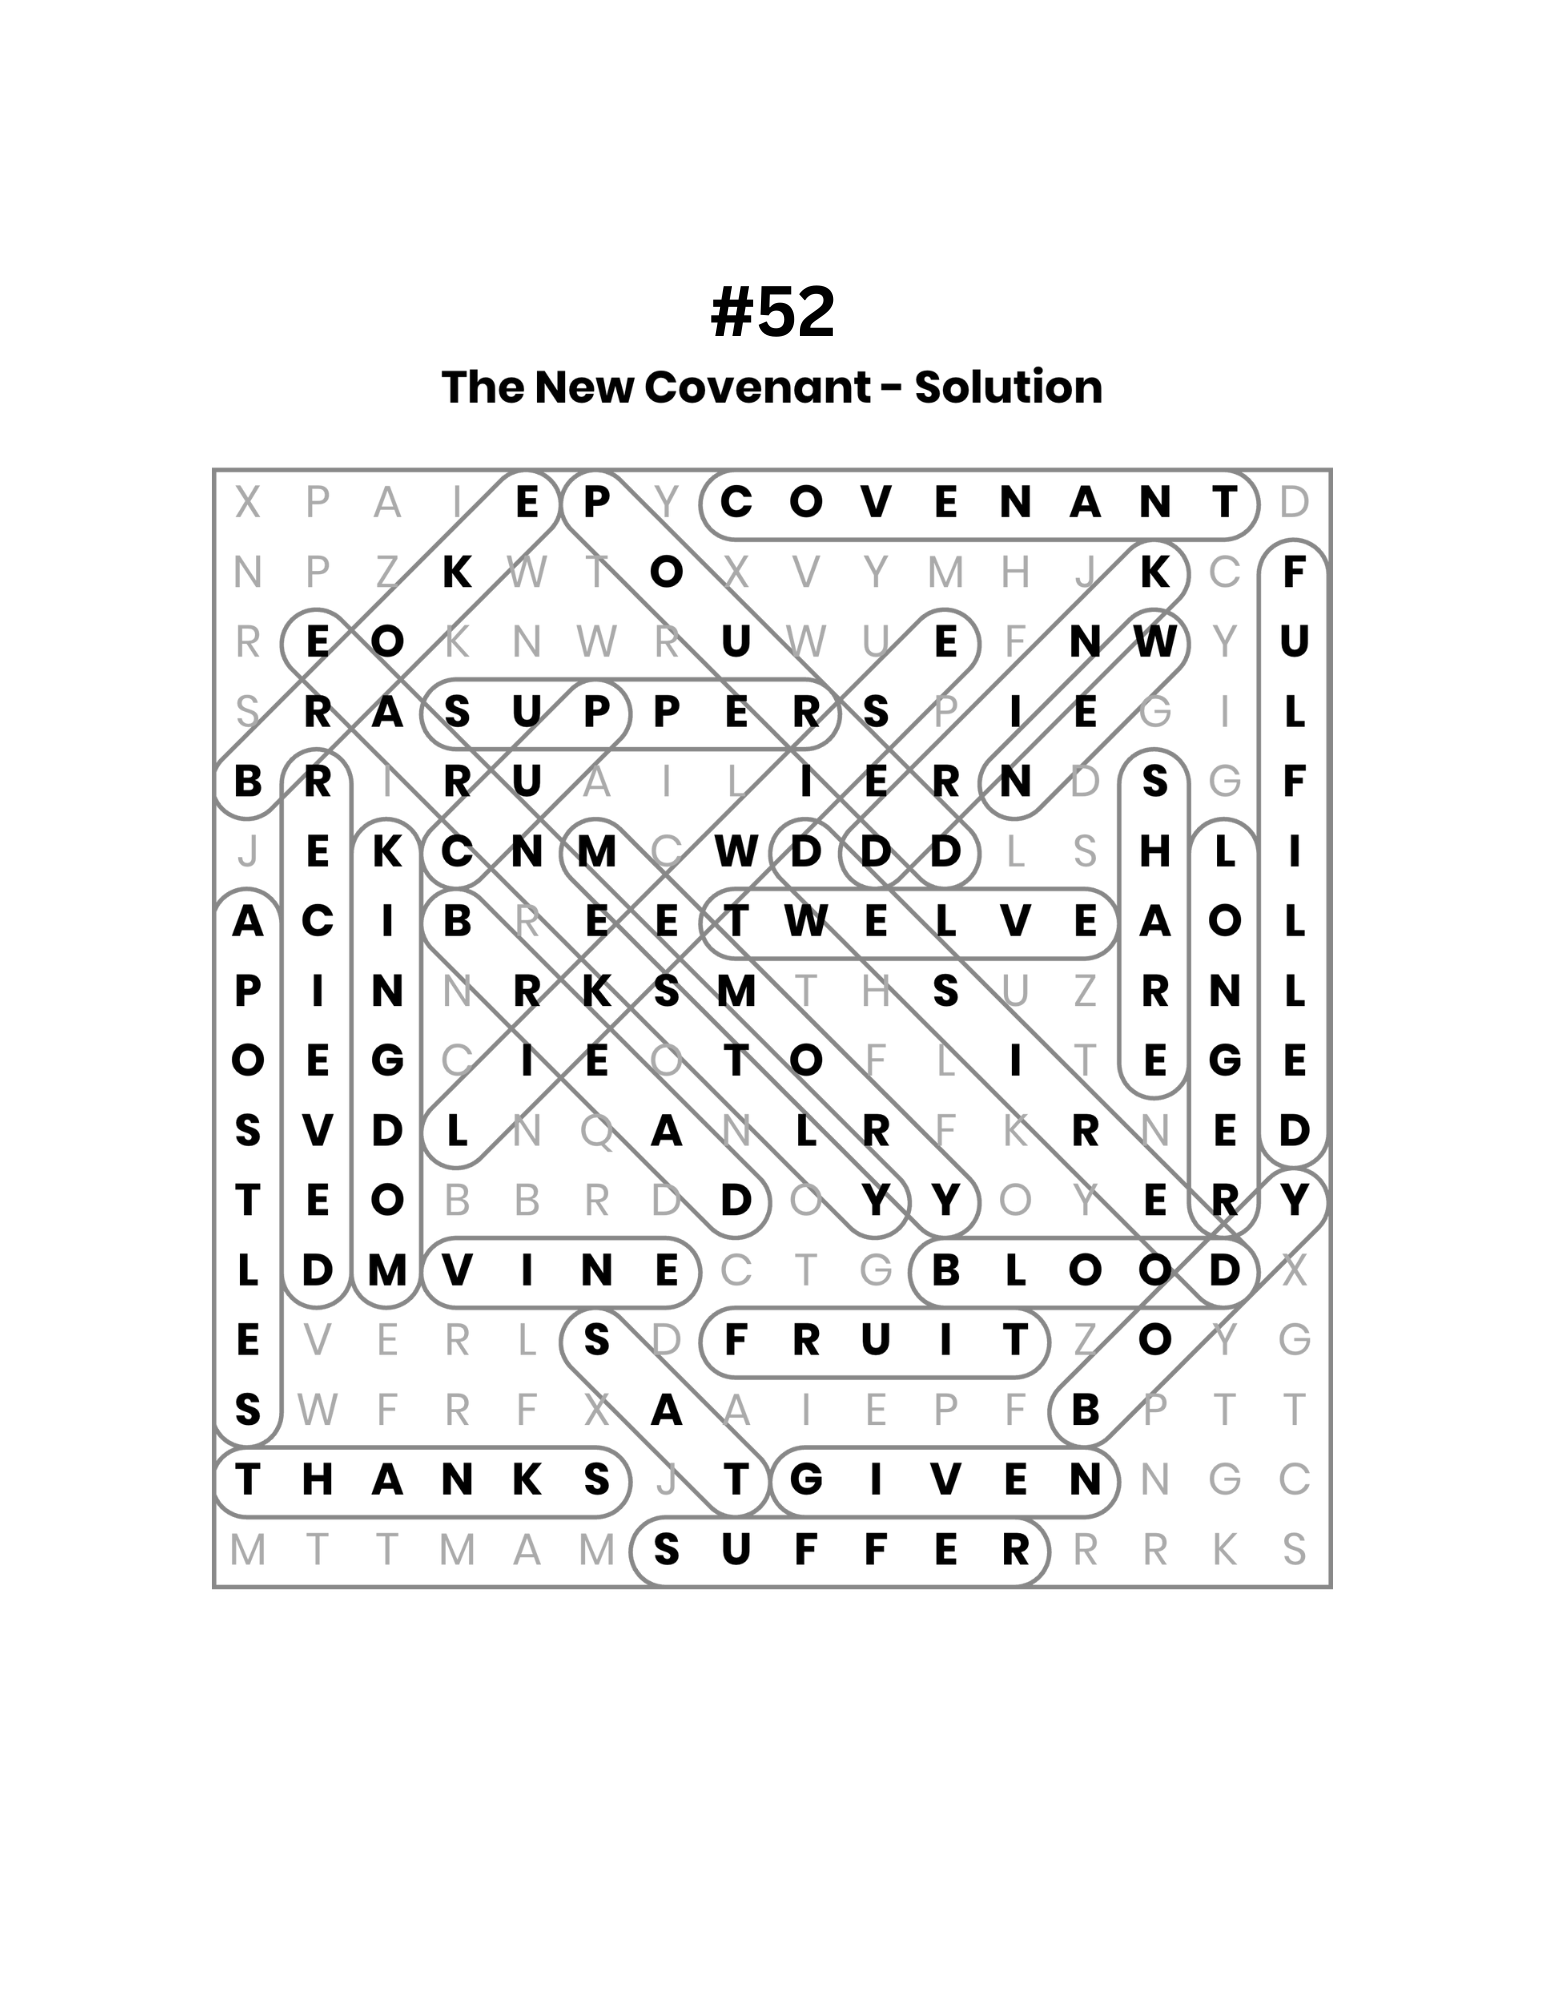 #52
The New Covenant - Solution
X P A I E P Y C O V E N A N T D
N P Z K W T O X V Y M H J K C F
R E O K N W R U W U E F N W Y U
S R A S U P P E R S P I E G I L
B R I R U A I L I E R N D S G F
J E K C N M C W D D D L S H L I
A C I B R E E T W E L V E A O L
P I N N R K S M T H S U Z R N L
O E G C I E O T O F L I T E G E
S V D L N Q A N L R F K R N E D
T E O B B R D D O Y Y O Y E R Y
L D M V I N E C T G B L O O D X
E V E R L S D F R U I T Z O Y G
S W F R F X A A I E P F B P T T
T H A N K S J T G I V E N N G C
M T T M A M S U F F E R R R K S